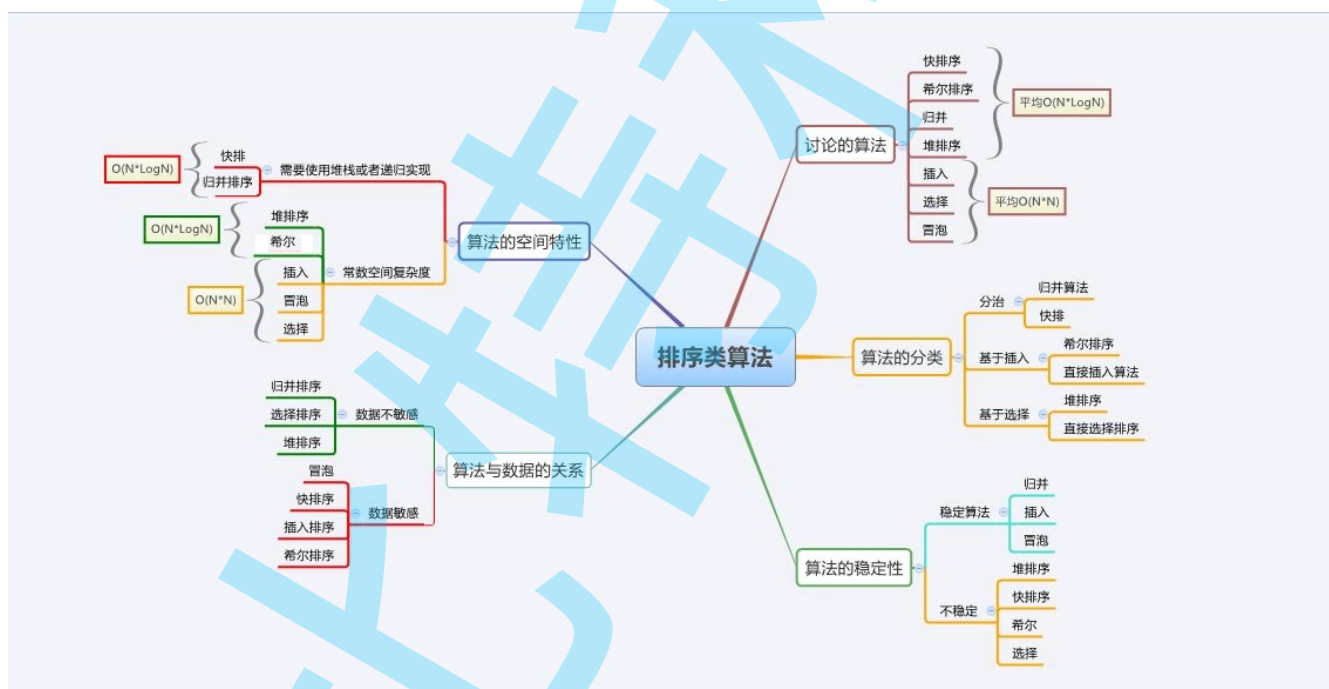 排序类算法
讨论的算法
快排序
希尔排序
归并
堆排序
平均O(N*LogN)
插入
选择
冒泡
平均O(N*N)
算法的分类
分治
归并算法
快排
基于插入
希尔排序
直接插入算法
基于选择
堆排序
直接选择排序
算法的稳定性
稳定算法
归并
插入
冒泡
不稳定
堆排序
快排序
希尔
选择
算法的空间特性
需要使用堆栈或者递归实现
快排
归并排序
O(N*LogN)
常数空间复杂度
堆排序
希尔
O(N*LogN)
插入
冒泡
选择
O(N*N)
算法与数据的关系
数据不敏感
归并排序
选择排序
堆排序
数据敏感
冒泡
快排序
插入排序
希尔排序